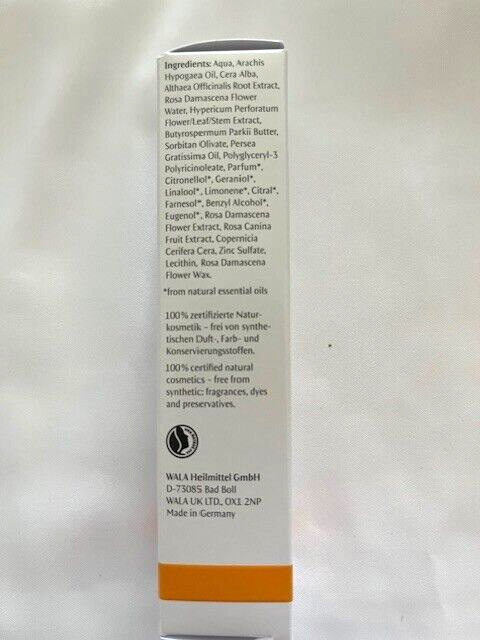 Ingredients: Aqua, Arachis
Hypogaea Oil, Cera Alba,
Althaea Officinalis Root Extract,
Rosa Damascena Flower
Water, Hypericum Perforatum
Flower/Leaf/Stem Extract,
Butyrospermum Parkii Butter,
Sorbitan Olivate, Persea
Gratissima Oil, Polyglyceryl-3
Polyricinoleate, Parfum*,
Citronellol*, Geraniol*,
Linalool*, Limonene*, Citral*,
Farnesol*, Benzyl Alcohol*,
Eugenol*, Rosa Damascena
Flower Extract, Rosa Canina
Fruit Extract, Copernicia
Cerifera Cera, Zinc Sulfate,
Lecithin, Rosa Damascena
Flower Wax.
*from natural essential oils
100% zertifizierte Natur-
kosmetik – frei von synthe-
tischen Duft-, Farb- und
Konservierungsstoffen.
100% certified natural
cosmetics – free from
synthetic: fragrances, dyes
and preservatives.
WALA Heilmittel GmbH
D-73085 Bad Boll
WALA UK LTD., OX1 2NP
Made in Germany